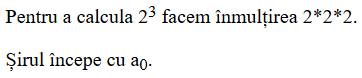 Pentru a calcula 2³ facem înmulțirea 2*2*2.
Șirul începe cu a₀.